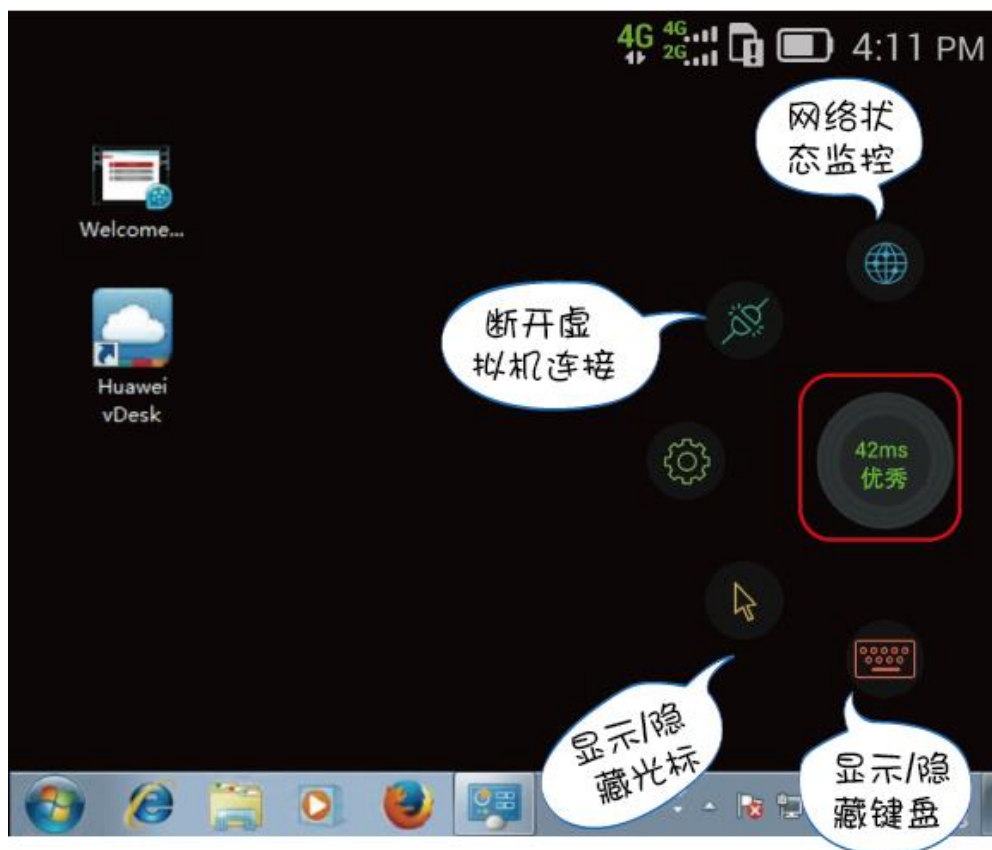 4G 4G 2G 4:11 PM
网络状
态监控
Welcome...
断开虚
拟机连接
Huawei
vDesk
42ms
优秀
显示/隐
藏光标
显示/隐
藏键盘